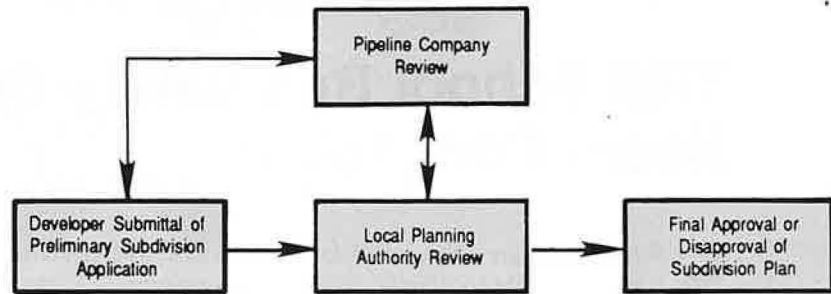 Pipeline Company
Review
Developer Submittal of
Preliminary Subdivision
Application
Local Planning
Authority Review
Final Approval or
Disapproval of
Subdivision Plan